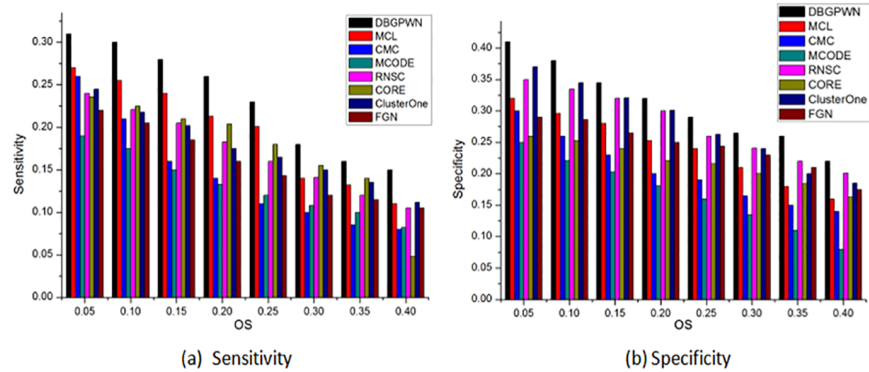 DBGPWN
MCL
CMC
MCODE
RNSC
CORE
ClusterOne
FGN
Sensitivity
0.30
0.25
0.20
0.15
0.10
0.05
0.00
0.05 0.10 0.15 0.20 0.25 0.30 0.35 0.40
OS
(a) Sensitivity
DBGPWN
MCL
CMC
MCODE
RNSC
CORE
ClusterOne
FGN
Specificity
0.40
0.35
0.30
0.25
0.20
0.15
0.10
0.05
0.00
0.05 0.10 0.15 0.20 0.25 0.30 0.35 0.40
OS
(b) Specificity